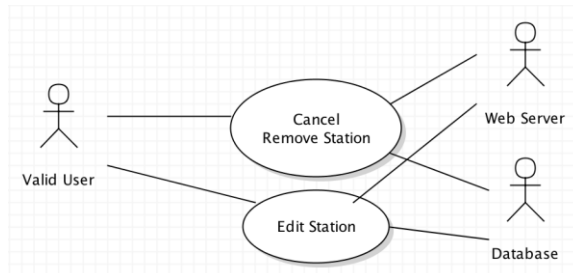 Cancel
Remove Station
Web Server
Valid User
Edit Station
Database